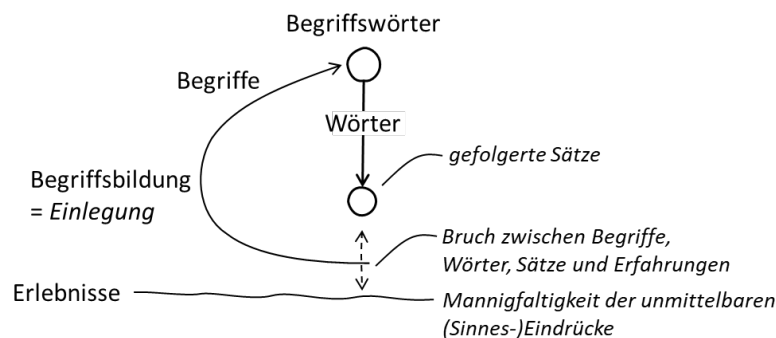 Begriffswörter
Begriffe
Wörter
gefolgerte Sätze
Begriffsbildung
= Einlegung
Bruch zwischen Begriffe,
Wörter, Sätze und Erfahrungen
Erlebnisse
Mannigfaltigkeit der unmittelbaren
(Sinnes-)Eindrücke